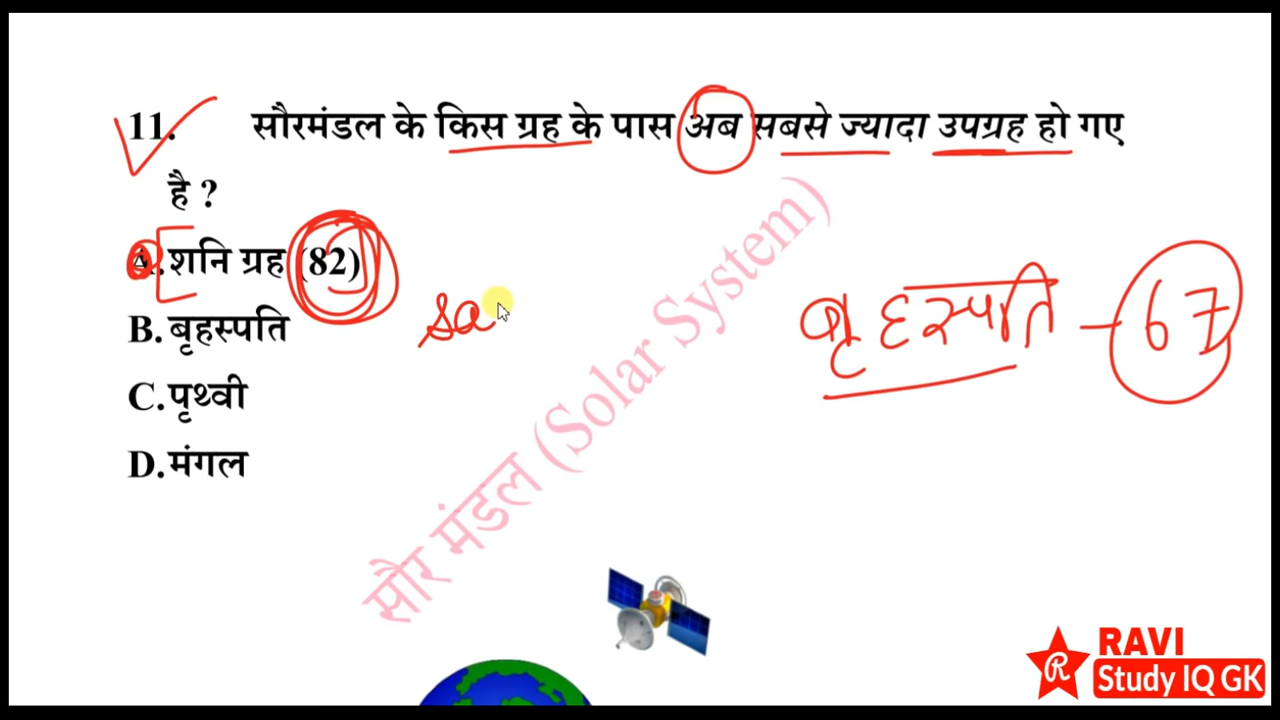 11. सौरमंडल के किस ग्रह के पास अब सबसे ज्यादा उपग्रह हो गए
है ?
A. शनि ग्रह (82)
B. बृहस्पति
C. पृथ्वी
D. मंगल
sa
बृहस्पति - 67
सौर मंडल (Solar System)
R
RAVI
Study IQ GK